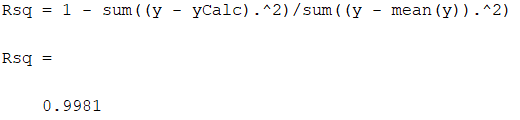 Rsq = 1 - sum((y - yCalc).^2)/sum((y - mean(y)).^2)
Rsq =
0.9981